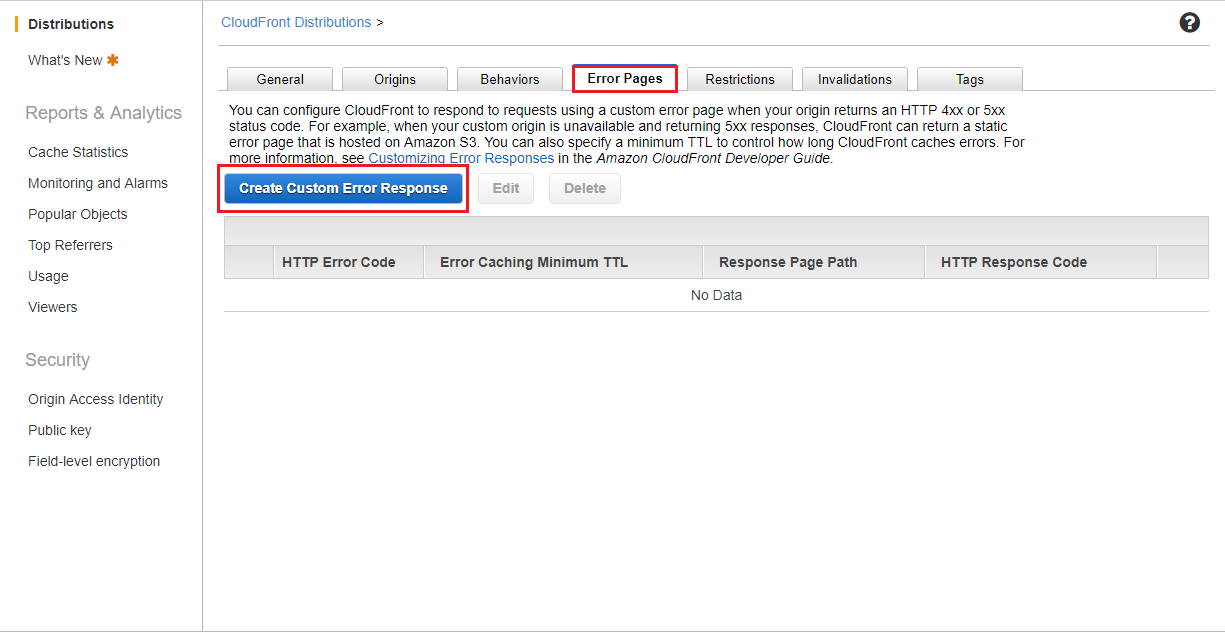 Distributions
What's New
Reports & Analytics
Cache Statistics
Monitoring and Alarms
Popular Objects
Top Referrers
Usage
Viewers
Security
Origin Access Identity
Public key
Field-level encryption
CloudFront Distributions >
?
General Origins Behaviors Error Pages Restrictions Invalidations Tags
You can configure CloudFront to respond to requests using a custom error page when your origin returns an HTTP 4xx or 5xx
status code. For example, when your custom origin is unavailable and returning 5xx responses, CloudFront can return a static
error page that is hosted on Amazon S3. You can also specify a minimum TTL to control how long CloudFront caches errors. For
more information, see Customizing Error Responses in the Amazon CloudFront Developer Guide.
Create Custom Error Response Edit Delete
HTTP Error Code Error Caching Minimum TTL Response Page Path HTTP Response Code
No Data